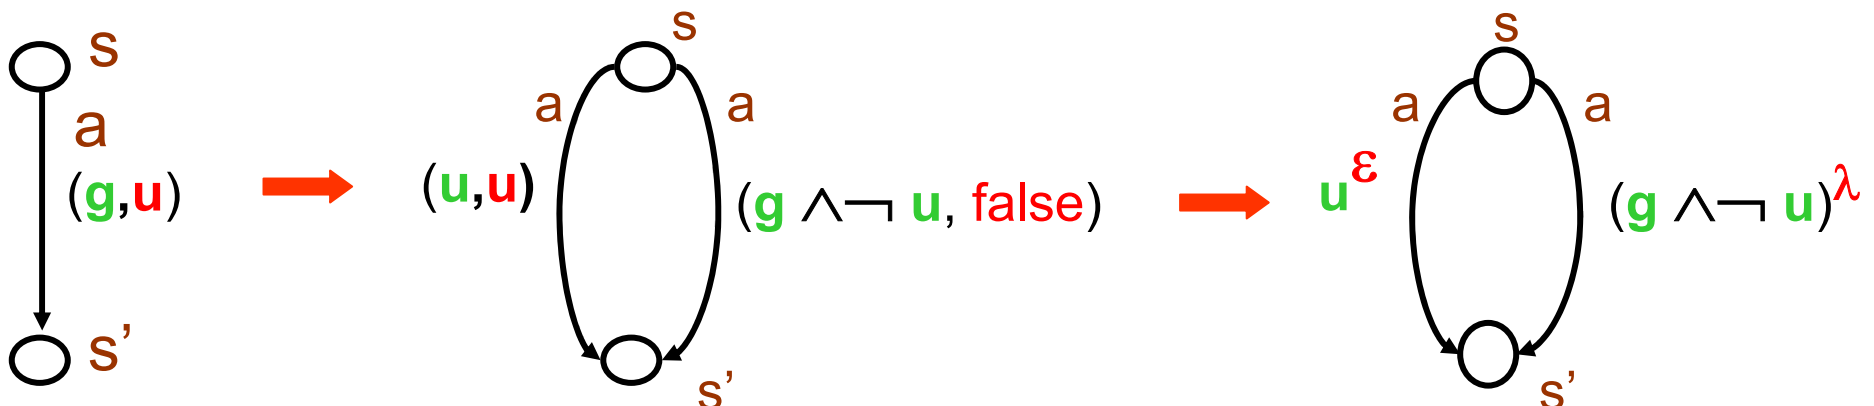 s
a
(g,u)
s’
s
a
a
(u,u)
(g ∧¬ u, false)
s’
s
a
a
u^ε
(g ∧¬ u)^λ
s’